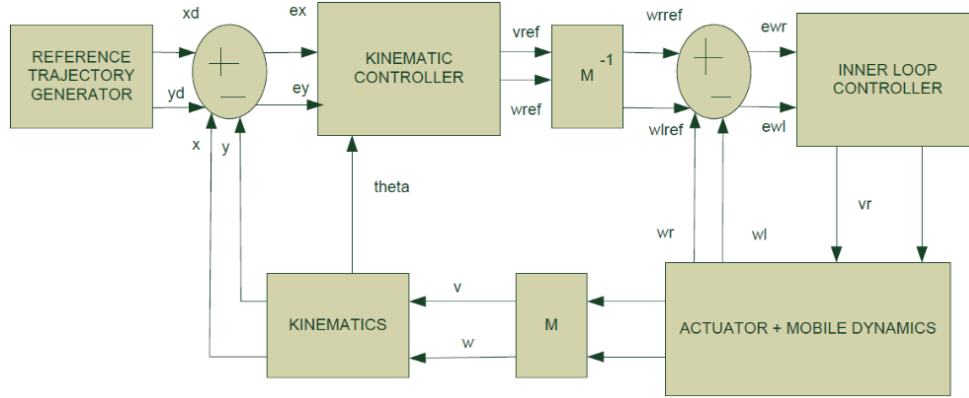 xd
ex
vref
wrref
ewr
REFERENCE
TRAJECTORY
GENERATOR
+
−
KINEMATIC
CONTROLLER
M
-1
+
−
INNER LOOP
CONTROLLER
yd
ey
wref
wlref
ewl
x
y
theta
wr
wl
vr
v
w
KINEMATICS
M
ACTUATOR + MOBILE DYNAMICS